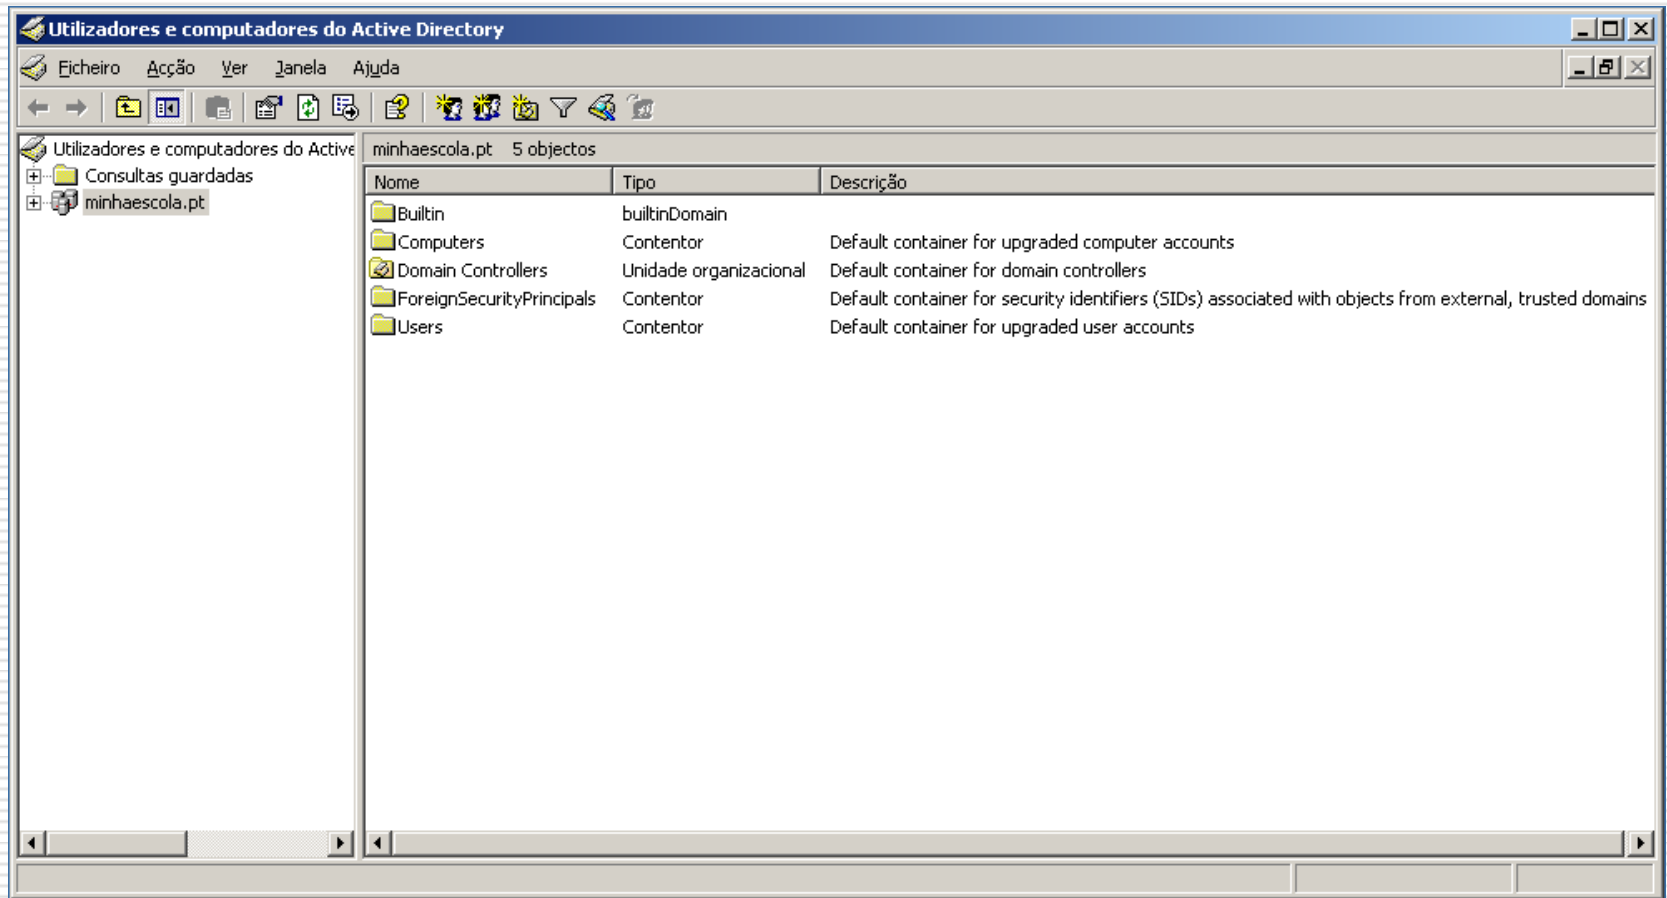 Utilizadores e computadores do Active Directory
Ficheiro Acção Ver Janela Ajuda
Utilizadores e computadores do Active
Consultas guardadas
minhaescola.pt
minhaescola.pt 5 objectos
Nome Tipo Descrição
Builtin builtinDomain
Computers Contentor Default container for upgraded computer accounts
Domain Controllers Unidade organizacional Default container for domain controllers
ForeignSecurityPrincipals Contentor Default container for security identifiers (SIDs) associated with objects from external, trusted domains
Users Contentor Default container for upgraded user accounts